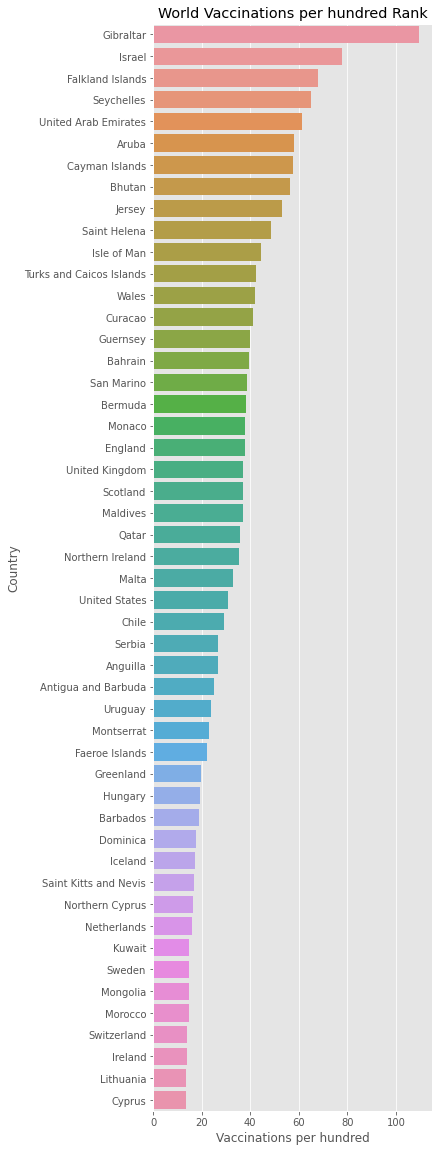 World Vaccinations per hundred Rank
Country
Gibraltar
Israel
Falkland Islands
Seychelles
United Arab Emirates
Aruba
Cayman Islands
Bhutan
Jersey
Saint Helena
Isle of Man
Turks and Caicos Islands
Wales
Curacao
Guernsey
Bahrain
San Marino
Bermuda
Monaco
England
United Kingdom
Scotland
Maldives
Qatar
Northern Ireland
Malta
United States
Chile
Serbia
Anguilla
Antigua and Barbuda
Uruguay
Montserrat
Faeroe Islands
Greenland
Hungary
Barbados
Dominica
Iceland
Saint Kitts and Nevis
Northern Cyprus
Netherlands
Kuwait
Sweden
Mongolia
Morocco
Switzerland
Ireland
Lithuania
Cyprus
0 20 40 60 80 100
Vaccinations per hundred